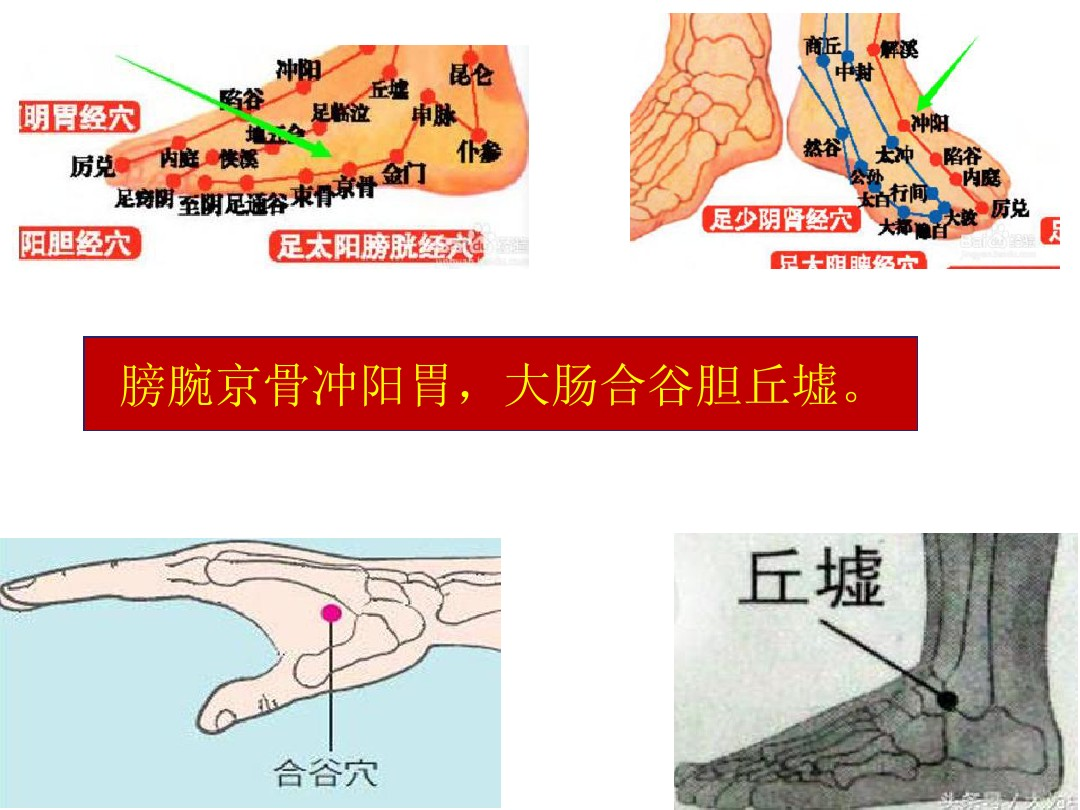 冲阳
丘墟
昆仑
陷谷
足临泣
申脉
明胃经穴
地五会
仆参
厉兑
内庭
侠溪
金门
京骨
足窍阴
至阴
足通谷
束骨
阳胆经穴
足太阳膀胱经穴
商丘
解溪
中封
冲阳
然谷
太冲
陷谷
公孙
内庭
太白
行间
厉兑
大敦
大都
隐白
足少阴肾经穴
足太阴脾经穴
膀腕京骨冲阳胃，大肠合谷胆丘墟。
丘墟
合谷穴